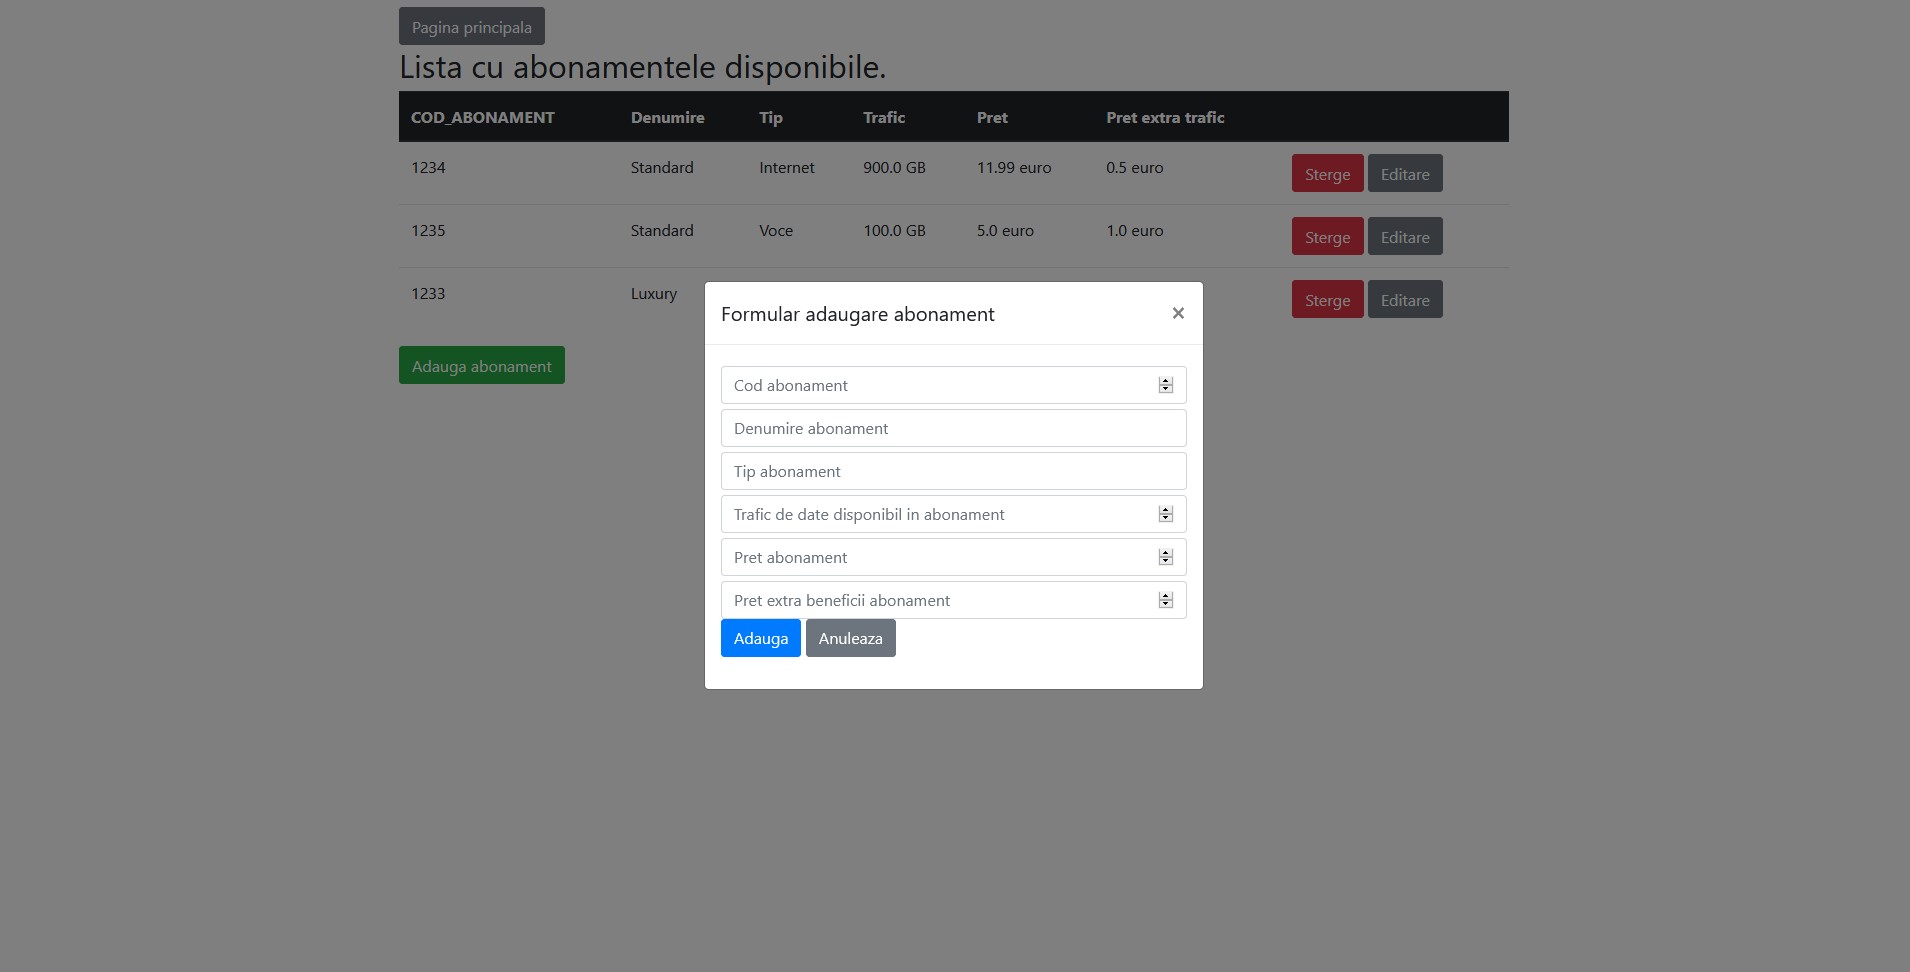 Pagina principala
Lista cu abonamentele disponibile.
COD_ABONAMENT Denumire Tip Trafic Pret Pret extra trafic
1234 Standard Internet 900.0 GB 11.99 euro 0.5 euro Sterge Editare
1235 Standard Voce 100.0 GB 5.0 euro 1.0 euro Sterge Editare
1233 Luxury Sterge Editare
Adauga abonament
Formular adaugare abonament ×
Cod abonament
Denumire abonament
Tip abonament
Trafic de date disponibil in abonament
Pret abonament
Pret extra beneficii abonament
Adauga Anuleaza